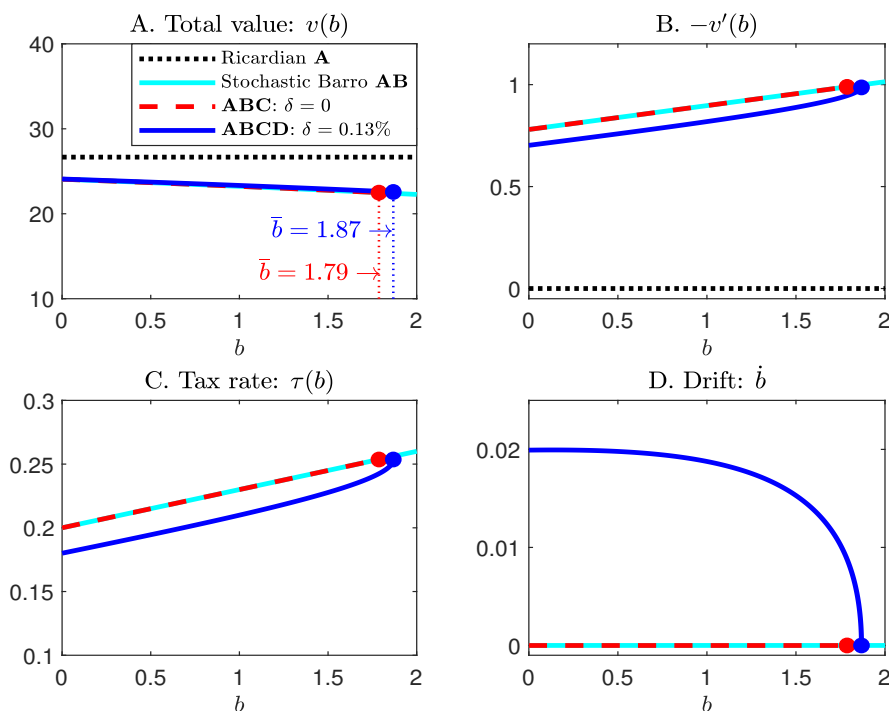 A. Total value: v(b)
40
30
20
10
0
0.5
1
1.5
2
b
Ricardian A
Stochastic Barro AB
ABC: δ = 0
ABCD: δ = 0.13%
b̅ = 1.87 →
b̅ = 1.79 →
B. −v′(b)
1
0.5
0
0
0.5
1
1.5
2
b
C. Tax rate: τ(b)
0.3
0.25
0.2
0.15
0.1
0
0.5
1
1.5
2
b
D. Drift: ḃ
0.02
0.01
0
0
0.5
1
1.5
2
b